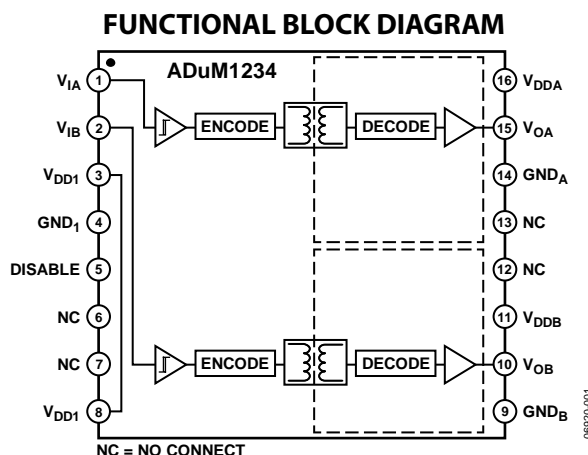 FUNCTIONAL BLOCK DIAGRAM
ADuM1234
VIA 1
VIB 2
VDD1 3
GND1 4
DISABLE 5
NC 6
NC 7
VDD1 8
ENCODE DECODE
ENCODE DECODE
16 VDDA
15 VOA
14 GNDA
13 NC
12 NC
11 VDDB
10 VOB
9 GNDB
NC = NO CONNECT
06920-001